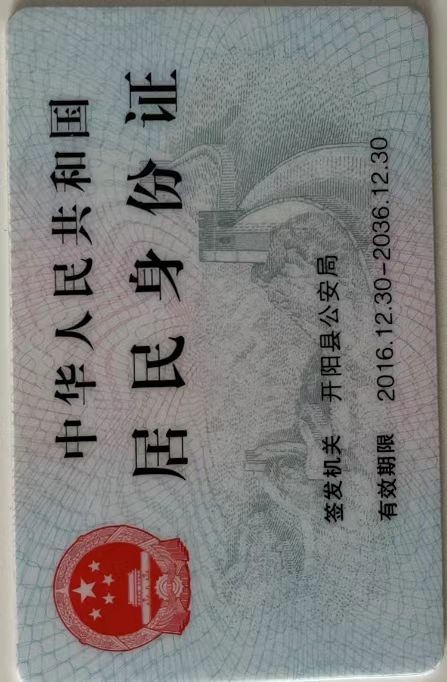 中华人民共和国
居民身份证
签发机关 开阳县公安局
有效期限 2016.12.30-2036.12.30